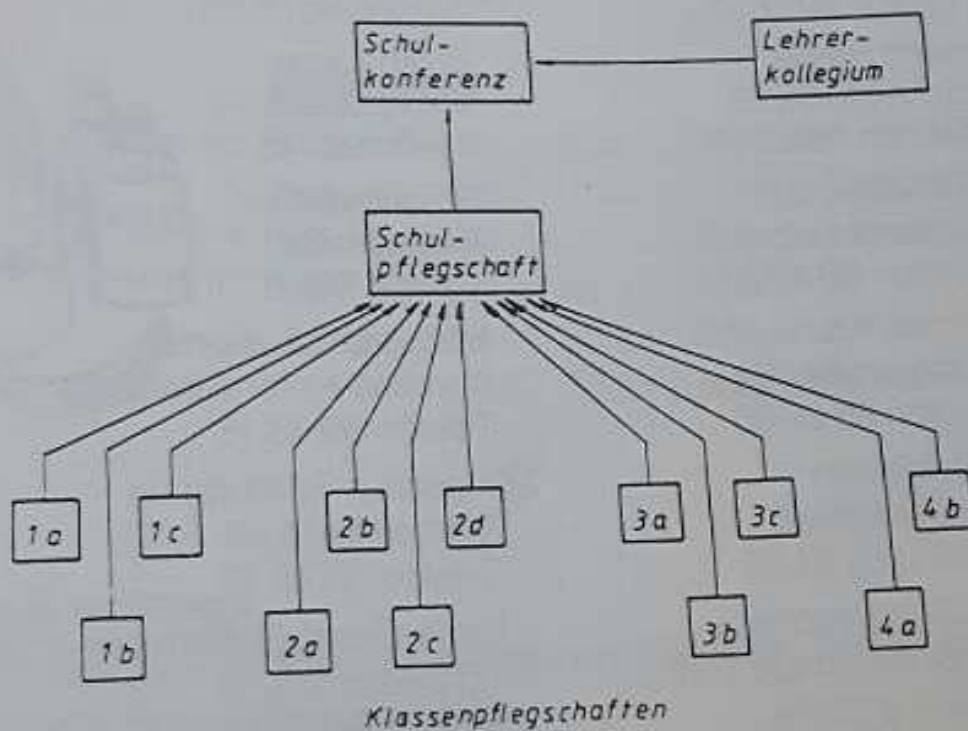 Schul-
konferenz
Lehrer-
kollegium
Schul-
pflegschaft
1a
1c
2b
2d
3a
3c
4b
1b
2a
2c
3b
4a
Klassenpflegschaften